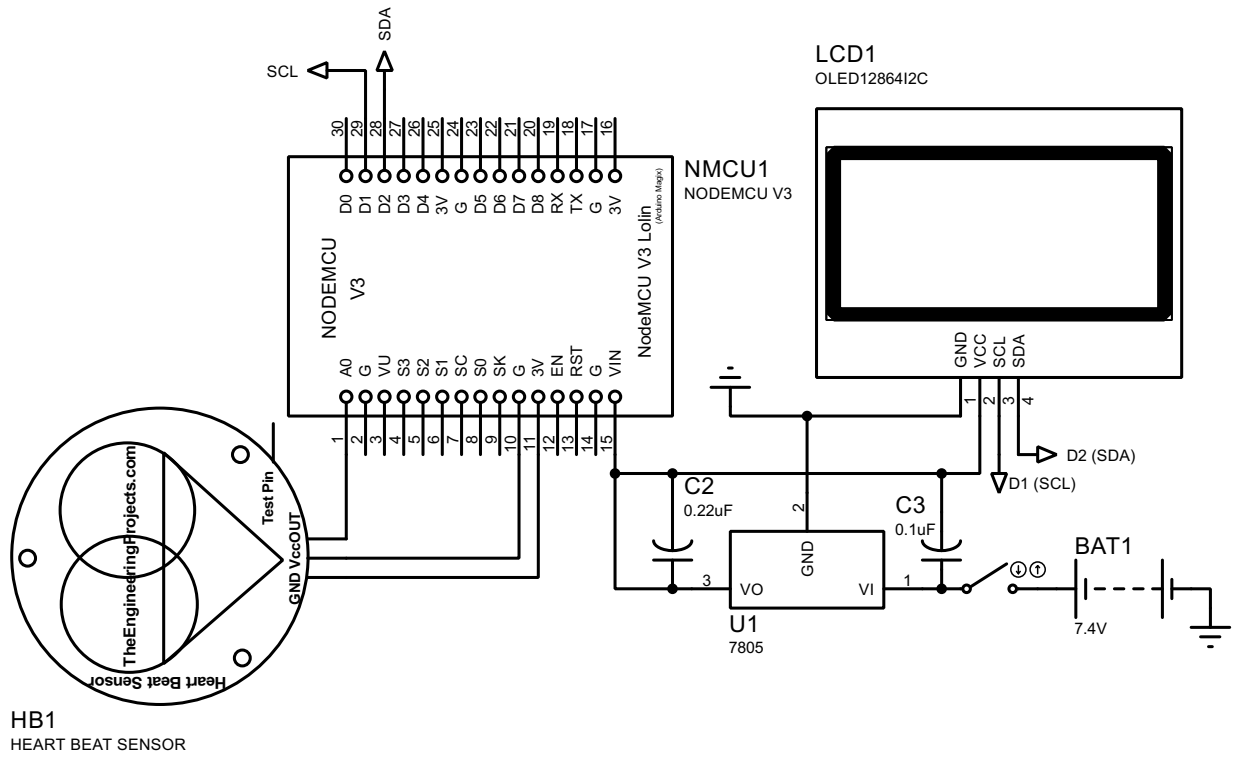 SDA
SCL
LCD1
OLED12864I2C
30
29
28
27
26
25
24
23
22
21
20
19
18
17
16
D0
D1
D2
D3
D4
3V
G
D5
D6
D7
D8
RX
TX
G
3V
NMCU1
NODEMCU V3
NODEMCU
V3
NodeMCU V3 Lolin
(Arduino Magix)
A0
G
VU
S3
S2
S1
SC
S0
SK
G
3V
EN
RST
G
VIN
1
2
3
4
5
6
7
8
9
10
11
12
13
14
15
GND
VCC
SCL
SDA
1
2
3
4
D2 (SDA)
D1 (SCL)
C2
0.22uF
C3
0.1uF
2
GND
3
VO
VI
1
U1
7805
BAT1
7.4V
Test Pin
GND VccOUT
TheEngineeringProjects.com
Heart Beat Sensor
HB1
HEART BEAT SENSOR